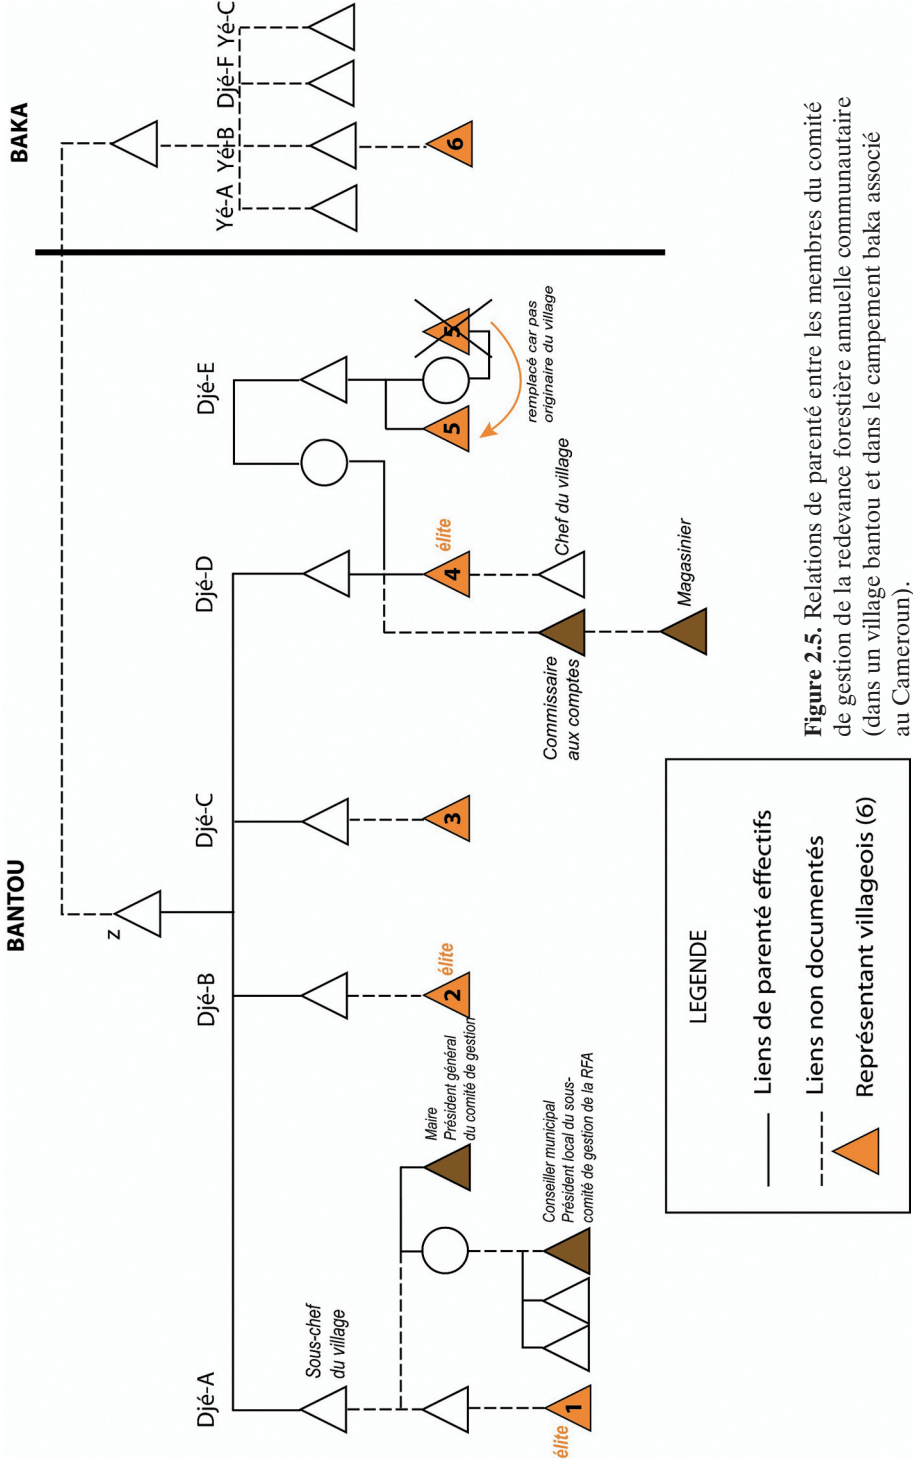 BANTOU
BAKA
Z
Djé-A
Djé-B
Djé-C
Djé-D
Djé-E
Yé-A
Yé-B
Djé-F
Yé-C
Sous-chef
du village
Maire
Président général
du comité de gestion
élite
2
3
élite
4
5
5
6
remplacé car pas
originaire du village
élite
1
Conseiller municipal
Président local du sous-
comité de gestion de la RFA
Commissaire
aux comptes
Chef du village
Magasinier
LEGENDE
Liens de parenté effectifs
Liens non documentés
Représentant villageois (6)
Figure 2.5. Relations de parenté entre les membres du comité
de gestion de la redevance forestière annuelle communautaire
(dans un village bantou et dans le campement baka associé
au Cameroun).